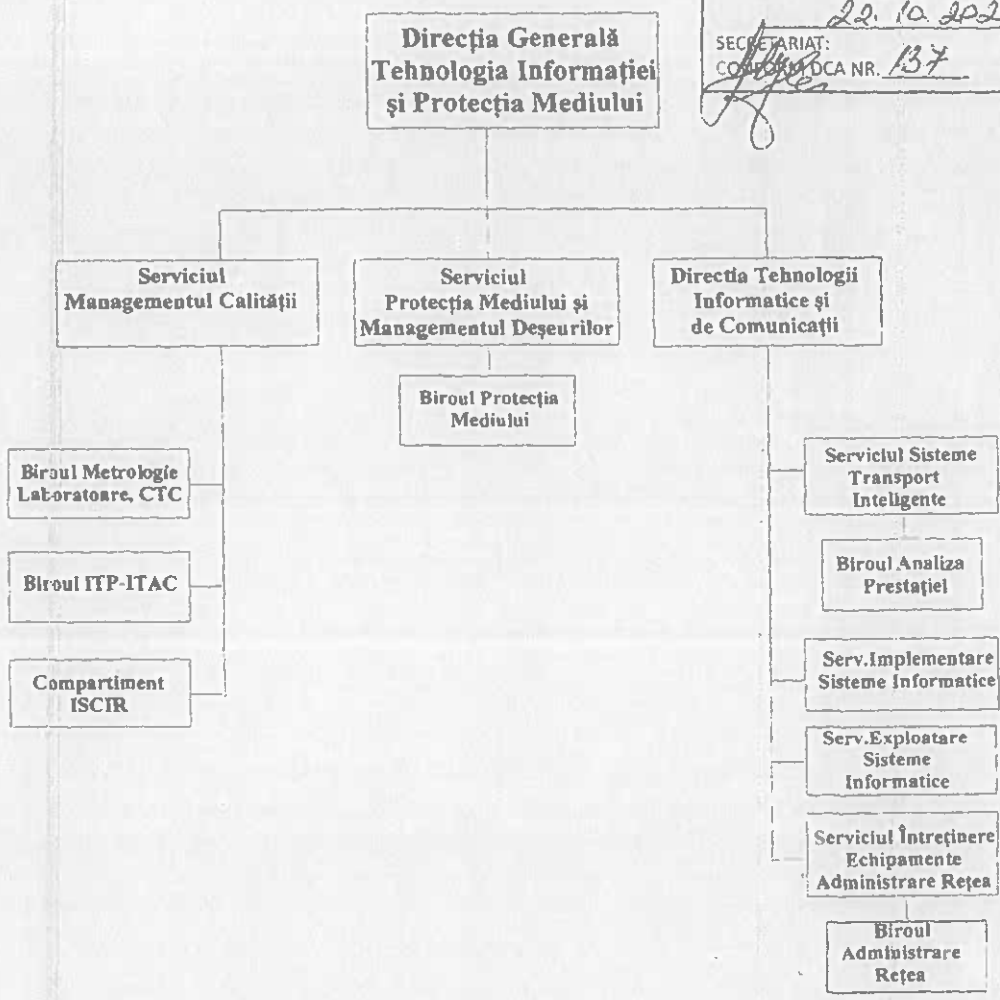 22.10.202
SECRETARIAT:
CONFORM DCA NR. 137
Direcția Generală
Tehnologia Informației
și Protecția Mediului
Serviciul
Managementul Calității
Serviciul
Protecția Mediului și
Managementul Deșeurilor
Directia Tehnologii
Informatice și
de Comunicații
Biroul Protecția
Mediului
Biroul Metrologie
Laboratoare, CTC
Biroul ITP-ITAC
Compartiment
ISCIR
Serviciul Sisteme
Transport
Inteligente
Biroul Analiza
Prestației
Serv.Implementare
Sisteme Informatice
Serv.Exploatare
Sisteme
Informatice
Serviciul Întreținere
Echipamente
Administrare Rețea
Biroul
Administrare
Rețea